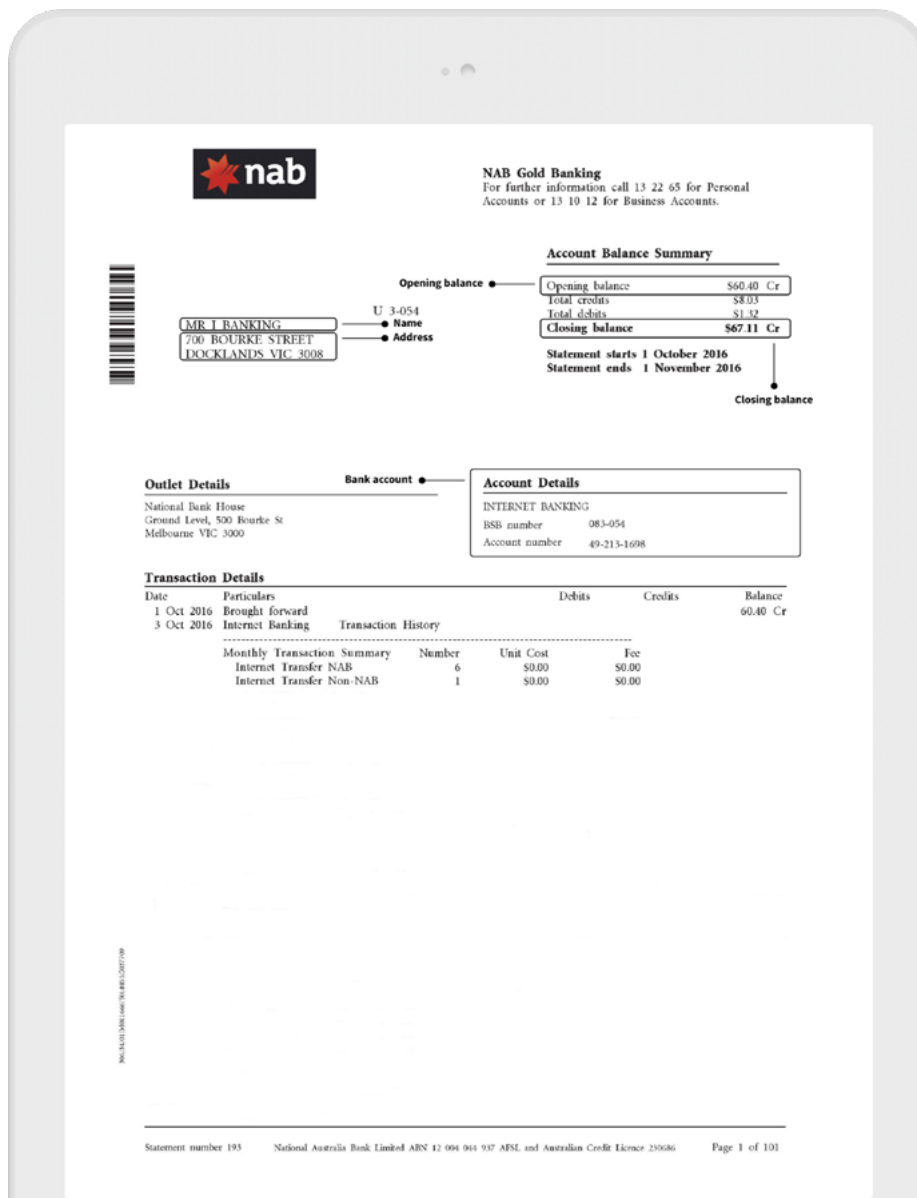 nab
NAB Gold Banking
For further information call 13 22 65 for Personal
Accounts or 13 10 12 for Business Accounts.
Account Balance Summary
Opening balance
Opening balance $60.40 Cr
Total credits $8.03
Total debits $1.32
Closing balance $67.11 Cr
Statement starts 1 October 2016
Statement ends 1 November 2016
Closing balance
U 3-054
MR I BANKING
Name
700 BOURKE STREET
Address
DOCKLANDS VIC 3008
Outlet Details
National Bank House
Ground Level, 500 Bourke St
Melbourne VIC 3000
Bank account
Account Details
INTERNET BANKING
BSB number 083-054
Account number 49-213-1698
Transaction Details
Date Particulars Debits Credits Balance
1 Oct 2016 Brought forward 60.40 Cr
3 Oct 2016 Internet Banking Transaction History
Monthly Transaction Summary Number Unit Cost Fee
Internet Transfer NAB 6 $0.00 $0.00
Internet Transfer Non-NAB 1 $0.00 $0.00
Statement number 193 National Australia Bank Limited ABN 12 004 044 937 AFSL and Australian Credit Licence 230686 Page 1 of 101